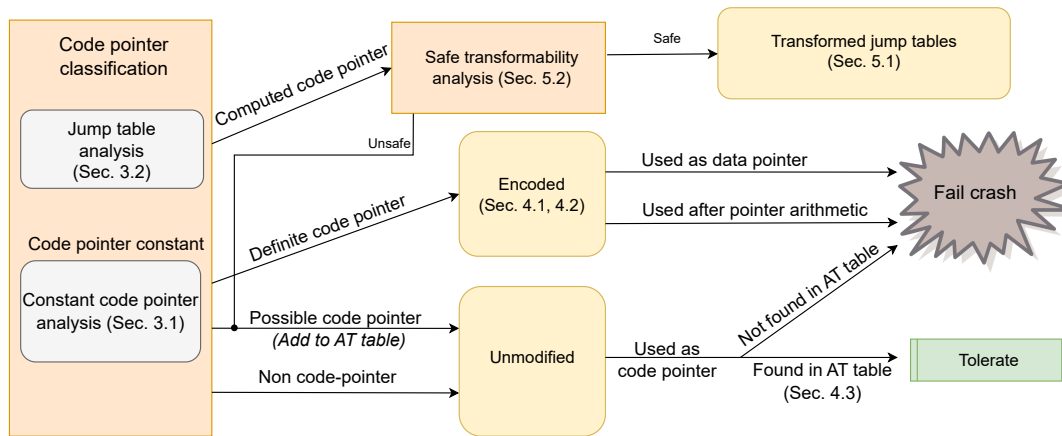 Code pointer
classification
Jump table
analysis
(Sec. 3.2)
Code pointer constant
Constant code pointer
analysis (Sec. 3.1)
Computed code pointer
Safe transformability
analysis (Sec. 5.2)
Safe
Transformed jump tables
(Sec. 5.1)
Unsafe
Definite code pointer
Encoded
(Sec. 4.1, 4.2)
Used as data pointer
Used after pointer arithmetic
Fail crash
Possible code pointer
(Add to AT table)
Non code-pointer
Unmodified
Used as
code pointer
Not found in AT table
Found in AT table
(Sec. 4.3)
Tolerate